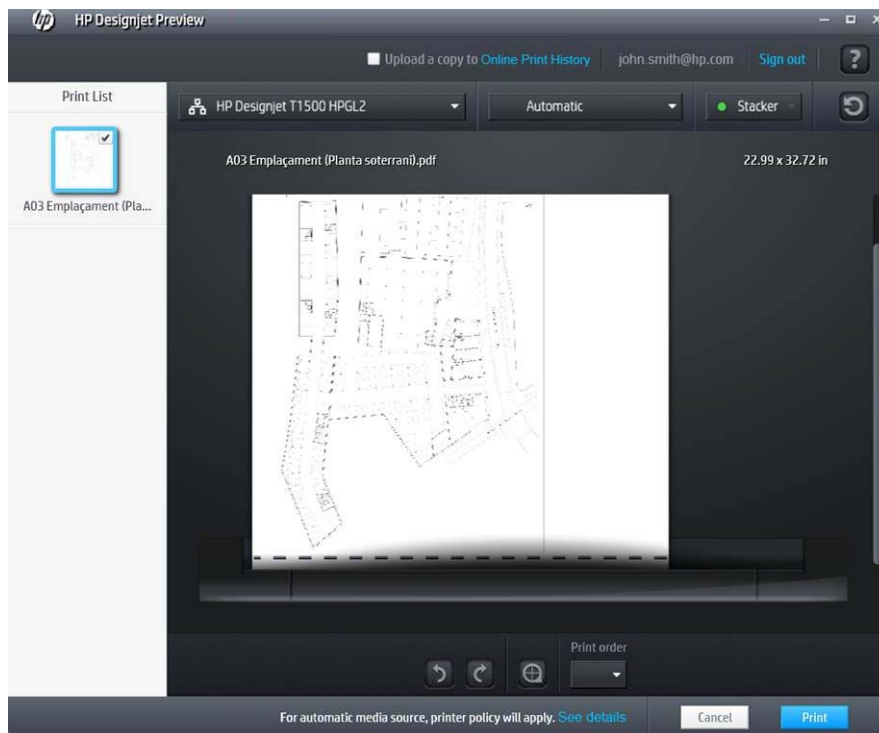 hp HP Designjet Preview
Upload a copy to Online Print History john.smith@hp.com Sign out ?
Print List
HP Designjet T1500 HPGL2 Automatic Stacker
A03 Emplaçament (Planta soterrani).pdf 22.99 x 32.72 in
A03 Emplaçament (Pla...
Print order
For automatic media source, printer policy will apply. See details Cancel Print